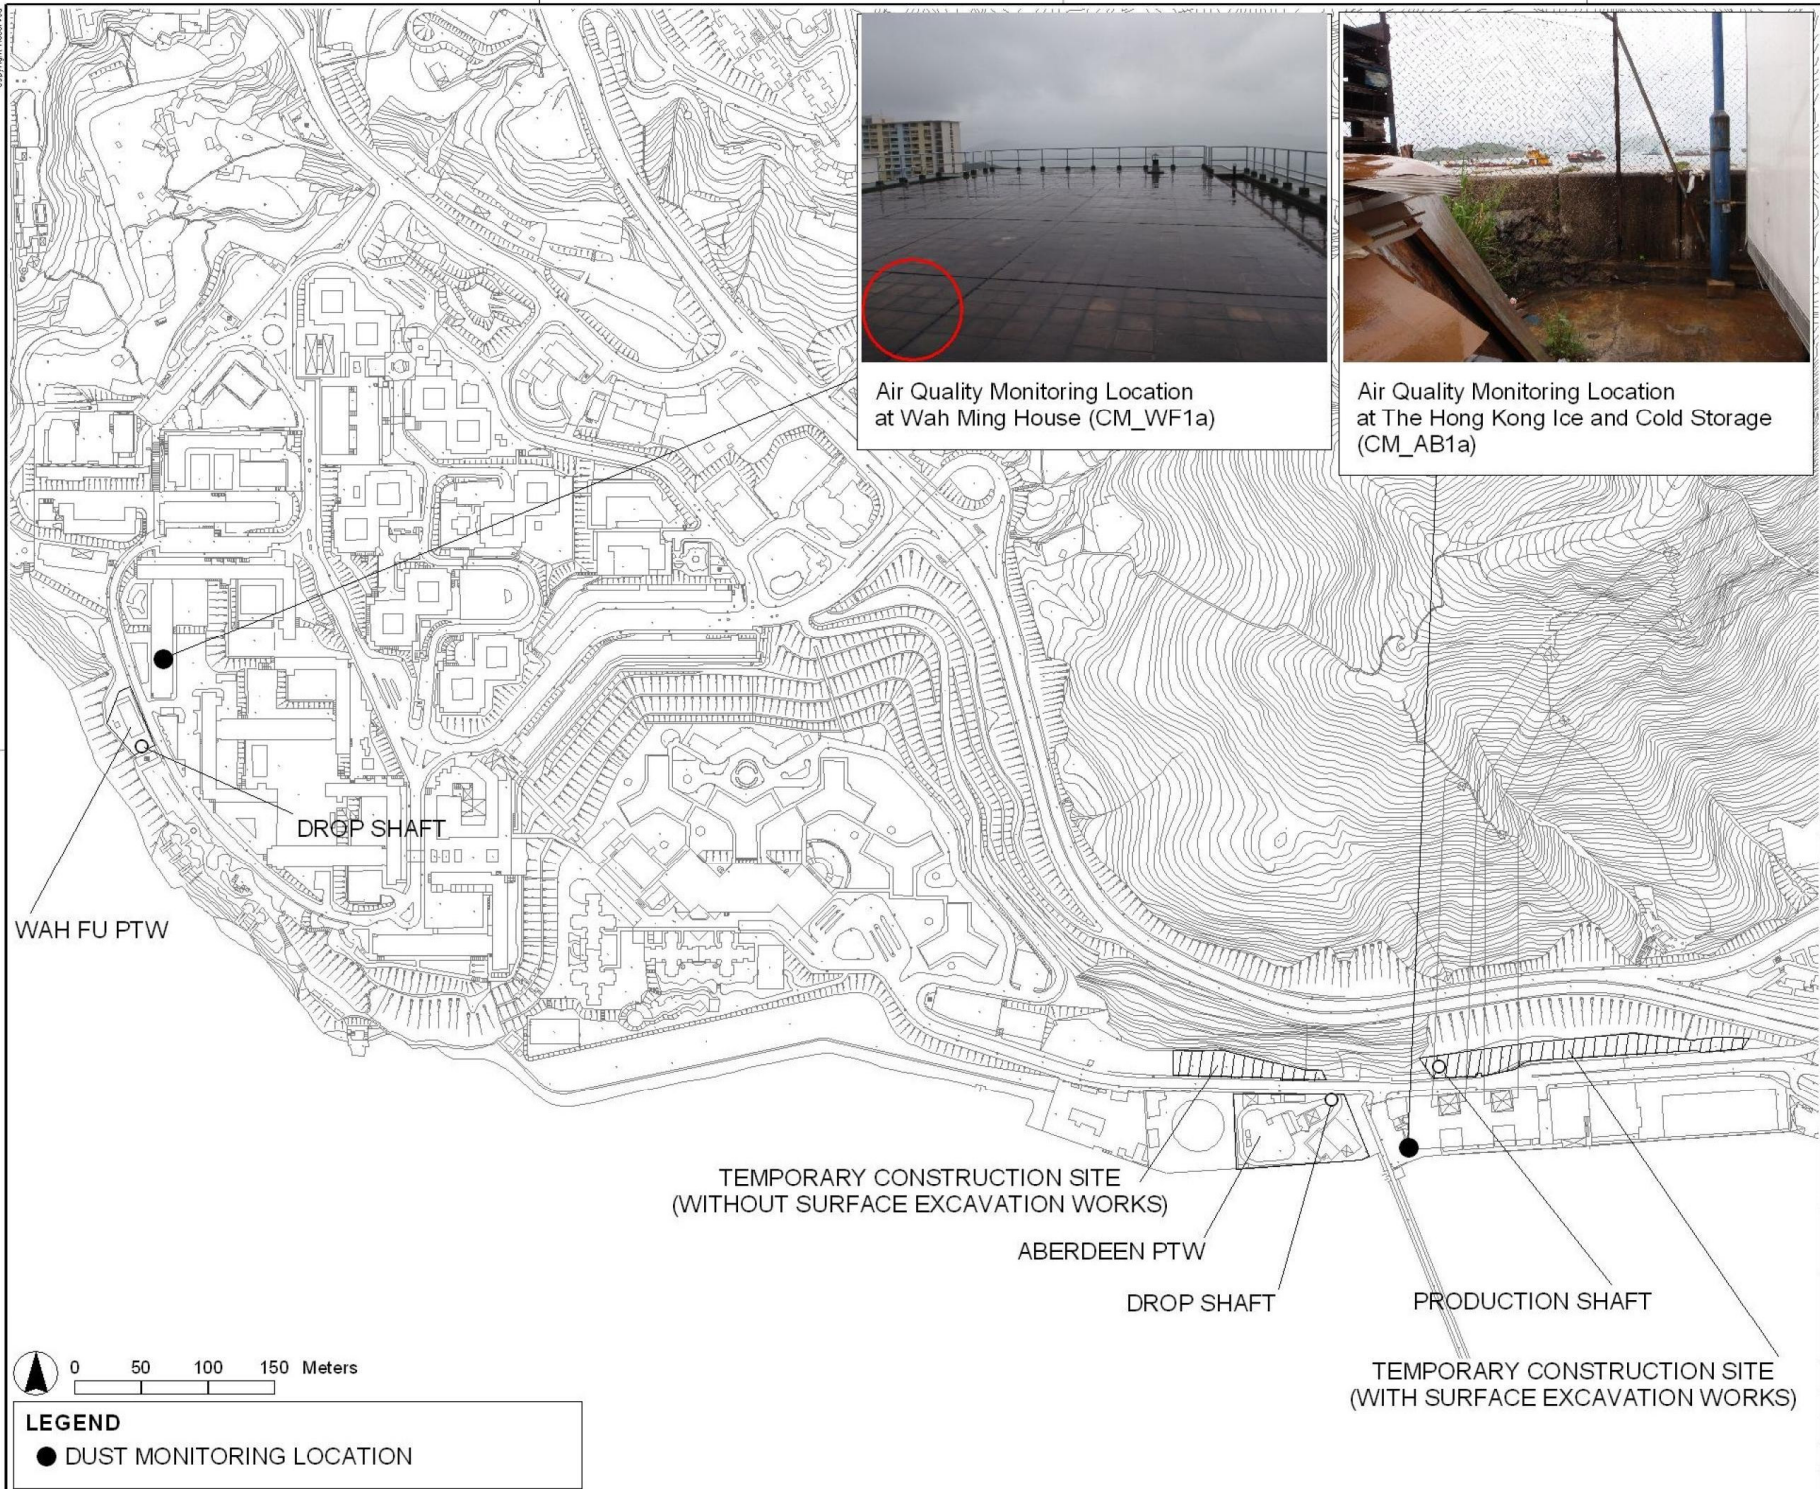 Air Quality Monitoring Location
at Wah Ming House (CM_WF1a)
Air Quality Monitoring Location
at The Hong Kong Ice and Cold Storage
(CM_AB1a)
DROP SHAFT
WAH FU PTW
TEMPORARY CONSTRUCTION SITE
(WITHOUT SURFACE EXCAVATION WORKS)
ABERDEEN PTW
DROP SHAFT
PRODUCTION SHAFT
TEMPORARY CONSTRUCTION SITE
(WITH SURFACE EXCAVATION WORKS)
0 50 100 150 Meters
LEGEND
DUST MONITORING LOCATION